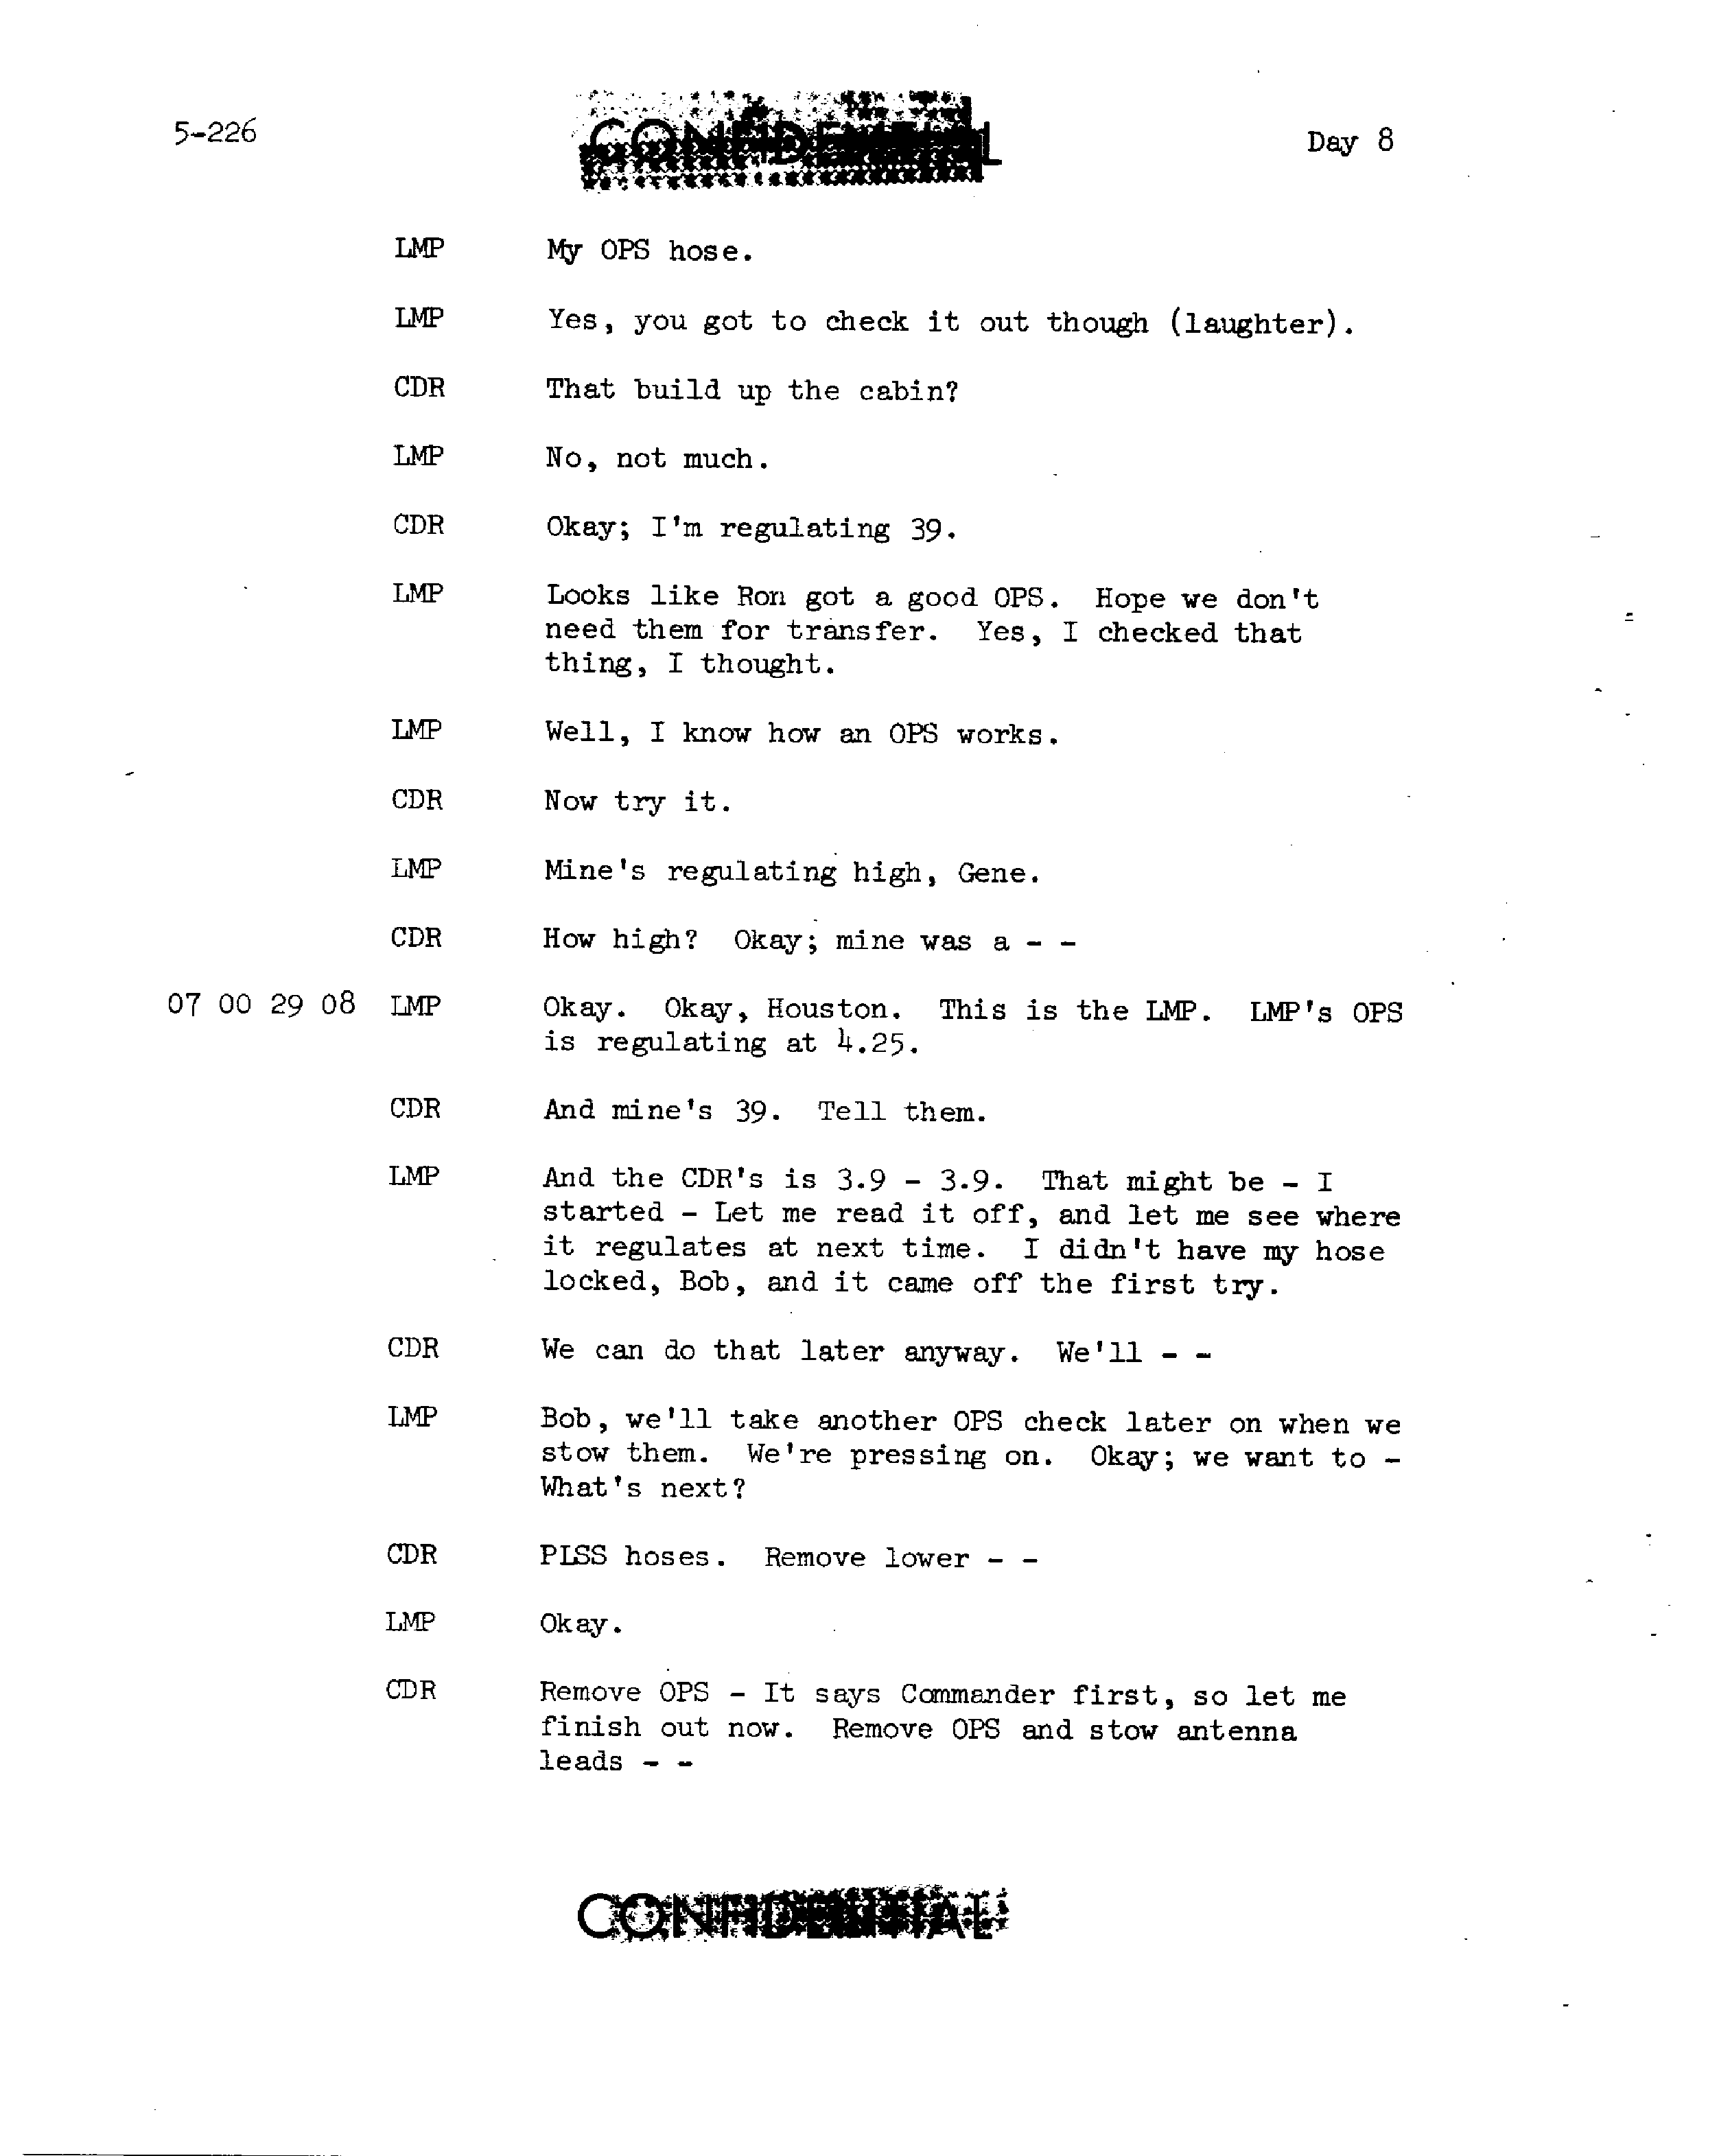 5-226
CONFIDENTIAL
Day 8
LMP My OPS hose.
LMP Yes, you got to check it out though (laughter).
CDR That build up the cabin?
LMP No, not much.
CDR Okay; I'm regulating 39.
LMP Looks like Ron got a good OPS. Hope we don't
need them for transfer. Yes, I checked that
thing, I thought.
LMP Well, I know how an OPS works.
CDR Now try it.
LMP Mine's regulating high, Gene.
CDR How high? Okay; mine was a - -
07 00 29 08 LMP Okay. Okay, Houston. This is the LMP. LMP's OPS
is regulating at 4.25.
CDR And mine's 39. Tell them.
LMP And the CDR's is 3.9 - 3.9. That might be - I
started - Let me read it off, and let me see where
it regulates at next time. I didn't have my hose
locked, Bob, and it came off the first try.
CDR We can do that later anyway. We'll - -
LMP Bob, we'll take another OPS check later on when we
stow them. We're pressing on. Okay; we want to -
What's next?
CDR PLSS hoses. Remove lower - -
LMP Okay.
CDR Remove OPS - It says Commander first, so let me
finish out now. Remove OPS and stow antenna
leads - -
CONFIDENTIAL